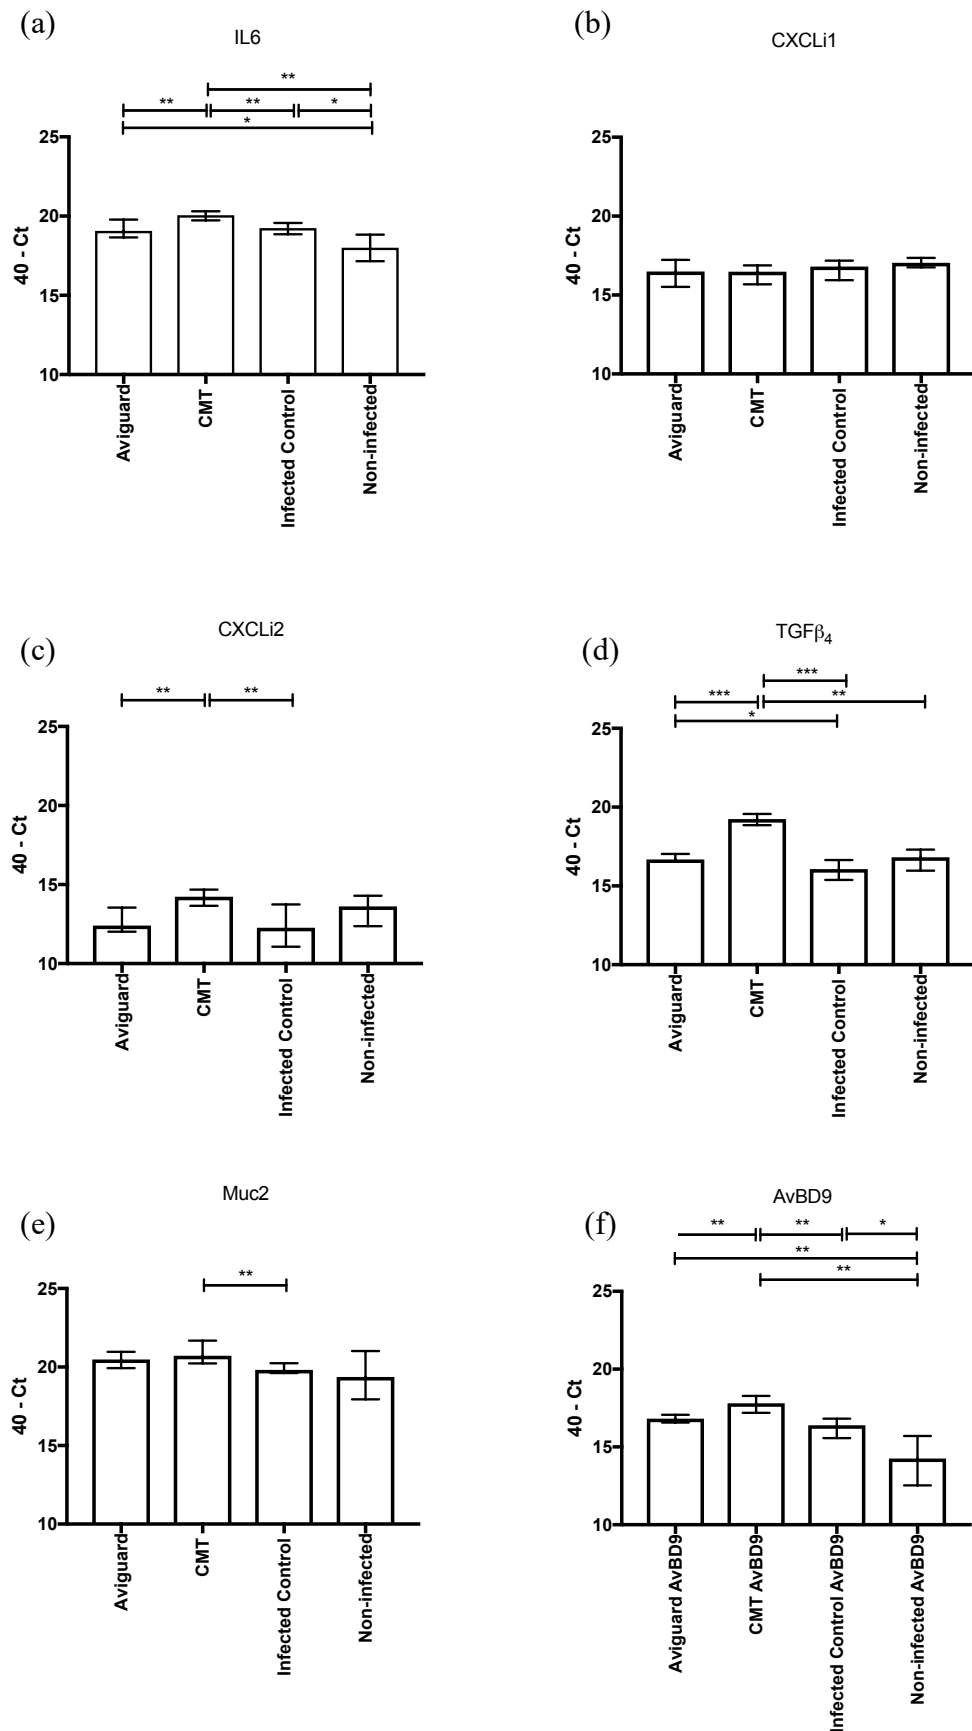 (a)
IL6
**
** ** *
*
25
20
15
10
40 - Ct
Aviguard
CMT
Infected Control
Non-infected
(b)
CXCLi1
25
20
15
10
40 - Ct
Aviguard
CMT
Infected Control
Non-infected
(c)
CXCLi2
** **
25
20
15
10
40 - Ct
Aviguard
CMT
Infected Control
Non-infected
(d)
TGFβ₄
***
*** **
*
25
20
15
10
40 - Ct
Aviguard
CMT
Infected Control
Non-infected
(e)
Muc2
**
25
20
15
10
40 - Ct
Aviguard
CMT
Infected Control
Non-infected
(f)
AvBD9
** ** *
**
**
25
20
15
10
40 - Ct
Aviguard AvBD9
CMT AvBD9
Infected Control AvBD9
Non-infected AvBD9